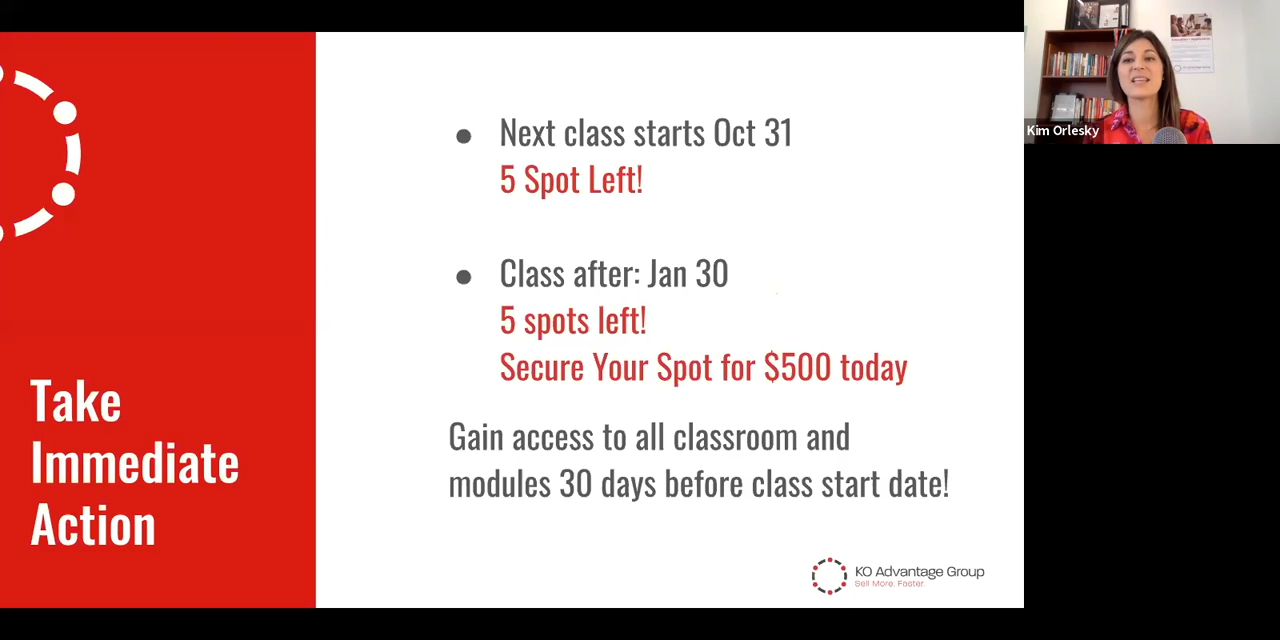 Take
Immediate
Action
● Next class starts Oct 31
5 Spot Left!
● Class after: Jan 30
5 spots left!
Secure Your Spot for $500 today
Gain access to all classroom and
modules 30 days before class start date!
KO Advantage Group
Sell More. Faster.
Kim Orlesky